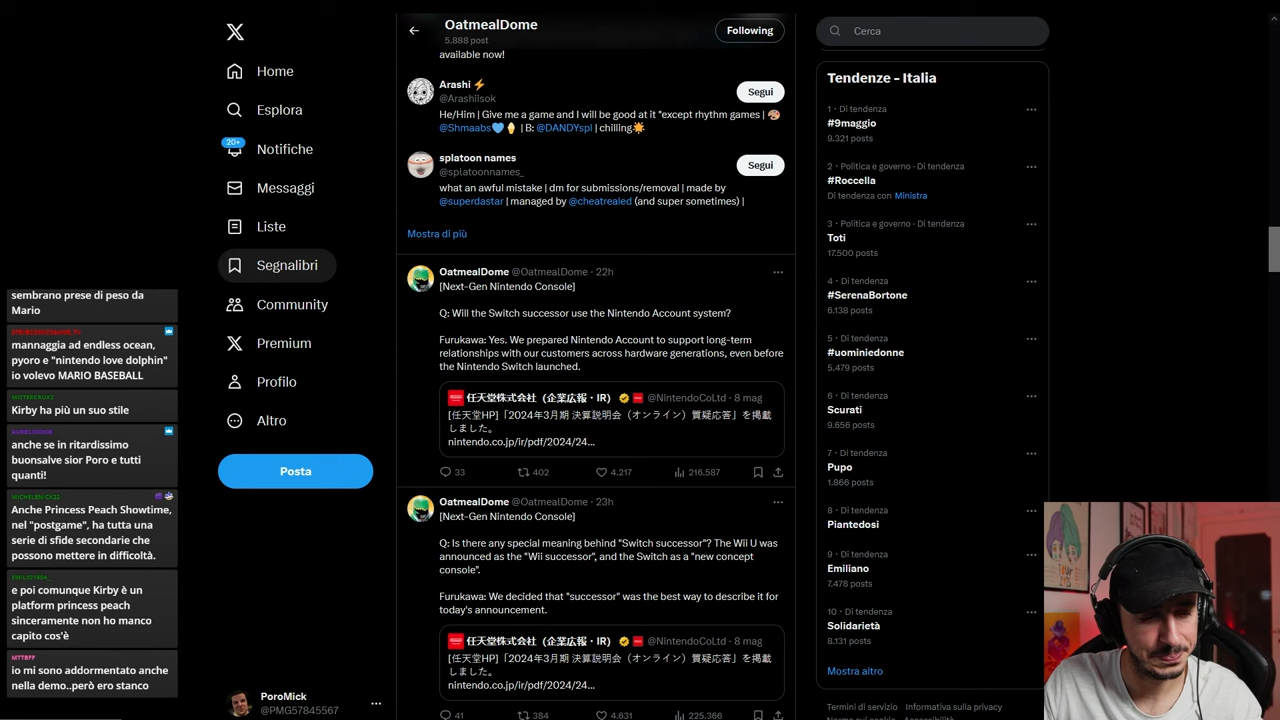 Home
Esplora
20+
Notifiche
Messaggi
Liste
Segnalibri
Community
Premium
Profilo
Altro
Posta
PoroMick
@PMG57845567
sembrano prese di peso da
Mario
mannaggia ad endless ocean,
pyoro e "nintendo love dolphin"
io volevo MARIO BASEBALL
MISTERCRUXZ
Kirby ha più un suo stile
anche se in ritardissimo
buonsalve sior Poro e tutti
quanti!
MICHELENICK22
Anche Princess Peach Showtime,
nel "postgame", ha tutta una
serie di sfide secondarie che
possono mettere in difficoltà.
e poi comunque Kirby è un
platform princess peach
sinceramente non ho manco
capito cos'è
MTTBFF
io mi sono addormentato anche
nella demo..però ero stanco
OatmealDome
5.888 post
Following
available now!
Arashi ⚡
@Arashiisok
Segui
He/Him | Give me a game and I will be good at it *except rhythm games | 🎨
@Shmaabs🩵🍦 | B: @DANDYspl | chilling☀️
splatoon names
@splatoonnames_
Segui
what an awful mistake | dm for submissions/removal | made by
@superdastar | managed by @cheatrealed (and super sometimes) |
Mostra di più
OatmealDome @OatmealDome · 22h
[Next-Gen Nintendo Console]
Q: Will the Switch successor use the Nintendo Account system?
Furukawa: Yes. We prepared Nintendo Account to support long-term
relationships with our customers across hardware generations, even before
the Nintendo Switch launched.
任天堂株式会社（企業広報・IR） @NintendoCoLtd · 8 mag
[任天堂HP]「2024年3月期 決算説明会（オンライン）質疑応答」を掲載
しました。
nintendo.co.jp/ir/pdf/2024/24...
33 402 4.217 216.587
OatmealDome @OatmealDome · 23h
[Next-Gen Nintendo Console]
Q: Is there any special meaning behind "Switch successor"? The Wii U was
announced as the "Wii successor", and the Switch as a "new concept
console".
Furukawa: We decided that "successor" was the best way to describe it for
today's announcement.
任天堂株式会社（企業広報・IR） @NintendoCoLtd · 8 mag
[任天堂HP]「2024年3月期 決算説明会（オンライン）質疑応答」を掲載
しました。
nintendo.co.jp/ir/pdf/2024/24...
41 384 4.631 225.366
Cerca
Tendenze - Italia
1 · Di tendenza
#9maggio
9.321 posts
2 · Politica e governo · Di tendenza
#Roccella
Di tendenza con Ministra
3 · Politica e governo · Di tendenza
Toti
17.500 posts
4 · Di tendenza
#SerenaBortone
6.138 posts
5 · Di tendenza
#uominiedonne
5.479 posts
6 · Di tendenza
Scurati
9.656 posts
7 · Di tendenza
Pupo
1.866 posts
8 · Di tendenza
Piantedosi
9 · Di tendenza
Emiliano
7.478 posts
10 · Di tendenza
Solidarietà
8.131 posts
Mostra altro
Termini di servizio Informativa sulla privacy